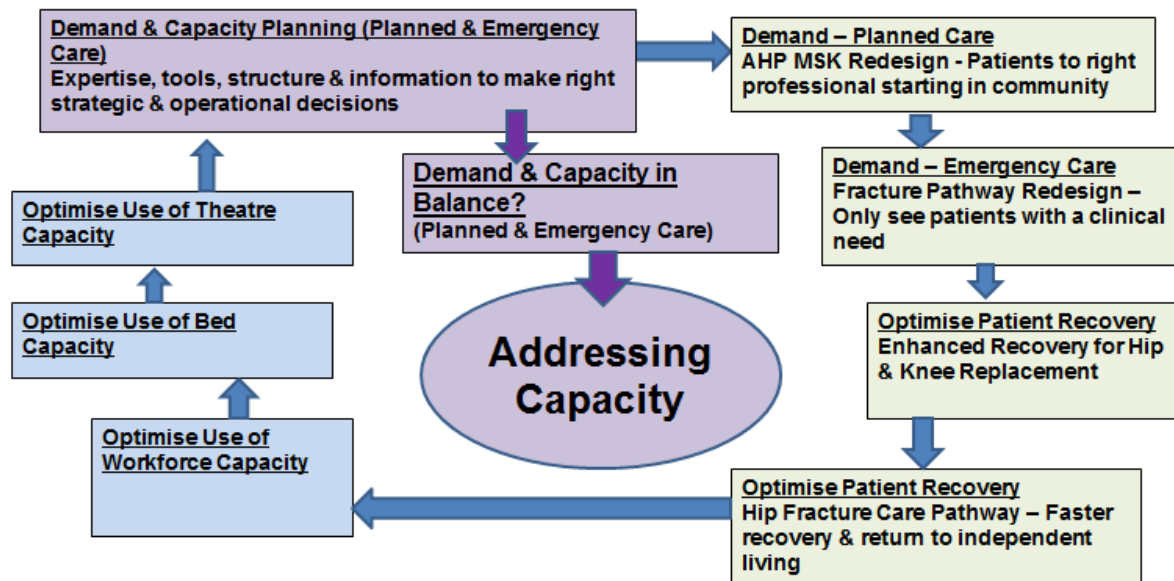 Demand & Capacity Planning (Planned & Emergency
Care)
Expertise, tools, structure & information to make right
strategic & operational decisions
Demand – Planned Care
AHP MSK Redesign - Patients to right
professional starting in community
Demand & Capacity in
Balance?
(Planned & Emergency Care)
Demand – Emergency Care
Fracture Pathway Redesign –
Only see patients with a clinical
need
Optimise Use of Theatre
Capacity
Optimise Use of Bed
Capacity
Addressing
Capacity
Optimise Patient Recovery
Enhanced Recovery for Hip
& Knee Replacement
Optimise Use of
Workforce Capacity
Optimise Patient Recovery
Hip Fracture Care Pathway – Faster
recovery & return to independent
living